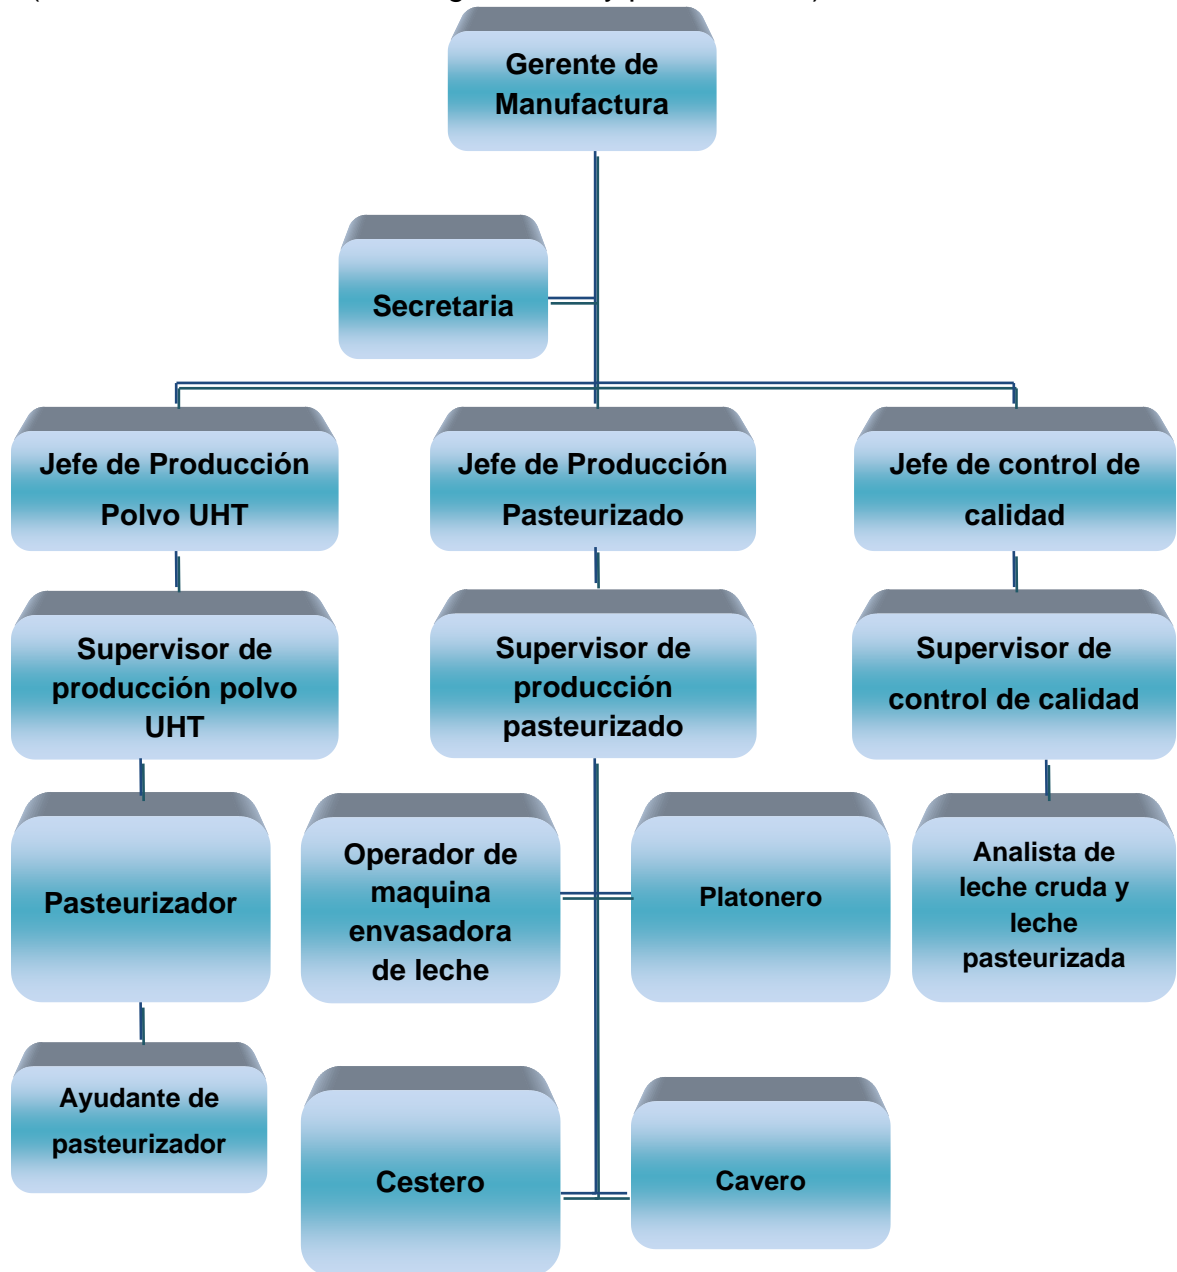 Gerente de
Manufactura
Secretaria
Jefe de Producción
Polvo UHT
Jefe de Producción
Pasteurizado
Jefe de control de
calidad
Supervisor de
producción polvo
UHT
Supervisor de
producción
pasteurizado
Supervisor de
control de calidad
Pasteurizador
Operador de
maquina
envasadora
de leche
Platonero
Analista de
leche cruda y
leche
pasteurizada
Ayudante de
pasteurizador
Cestero
Cavero